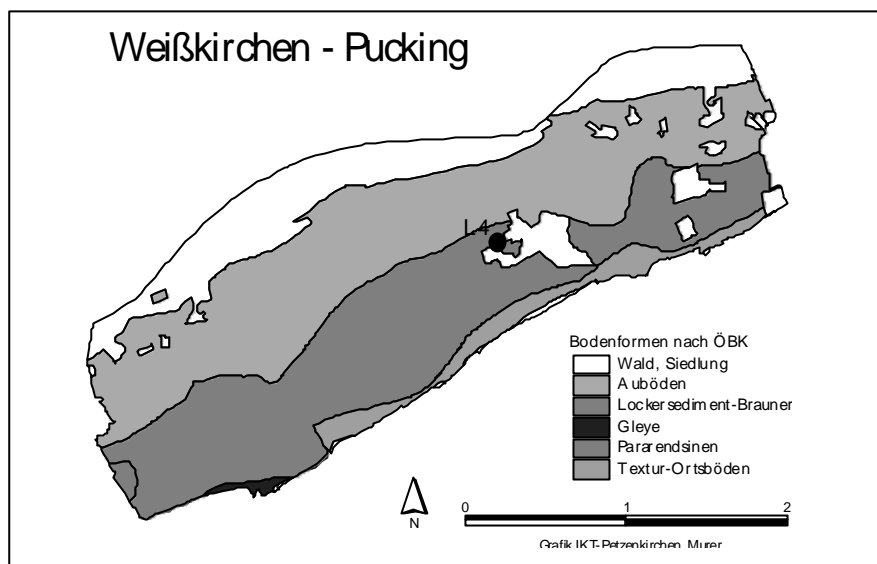 Weißkirchen - Pucking
L4
Bodenformen nach ÖBK
Wald, Siedlung
Auböden
Lockersediment-Brauner
Gleye
Pararendsinen
Textur-Ortsböden
N
0 1 2
Grafik IKT-Petzenkirchen, Murer